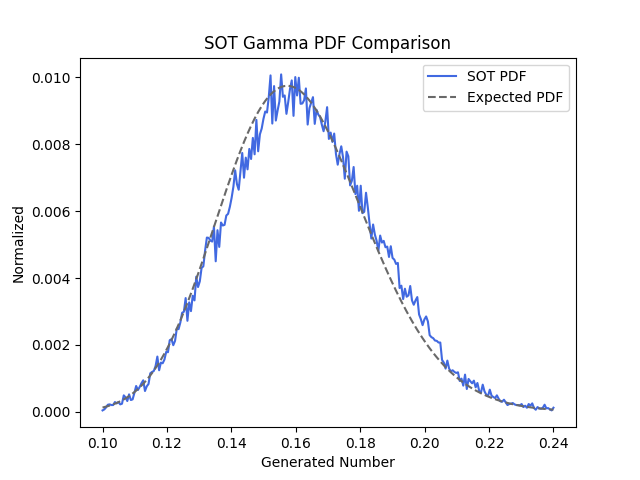 SOT Gamma PDF Comparison
SOT PDF
Expected PDF
Normalized
0.010
0.008
0.006
0.004
0.002
0.000
0.10 0.12 0.14 0.16 0.18 0.20 0.22 0.24
Generated Number